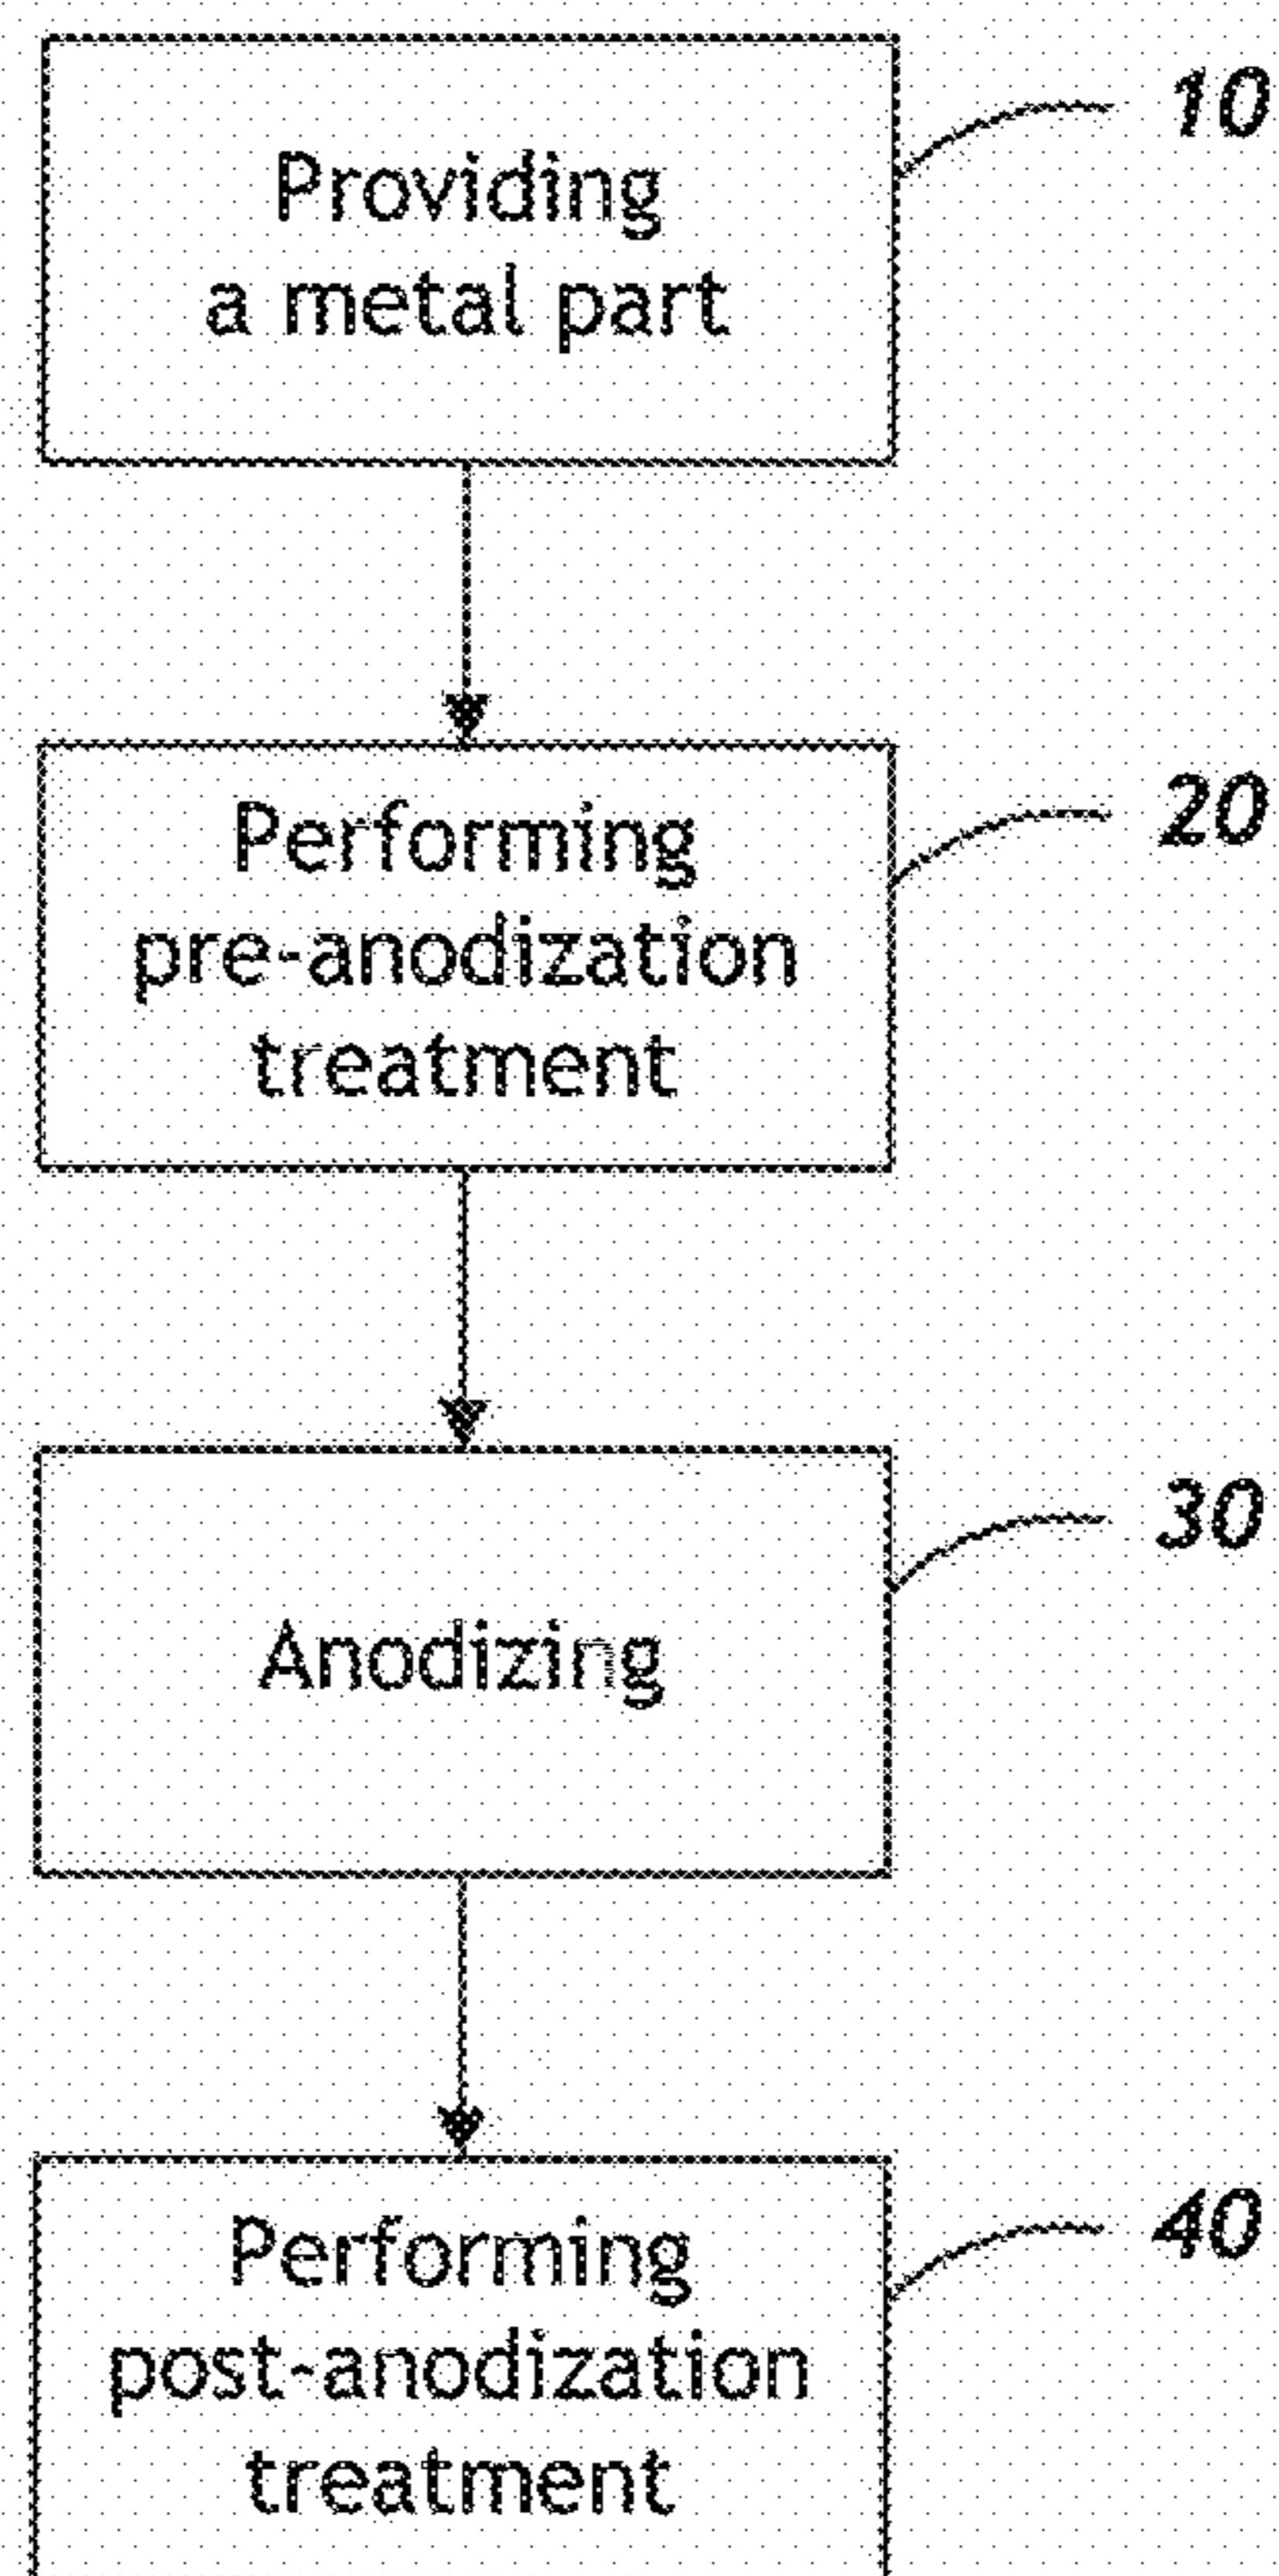 10
Providing
a metal part
20
Performing
pre-anodization
treatment
30
Anodizing
40
Performing
post-anodization
treatment